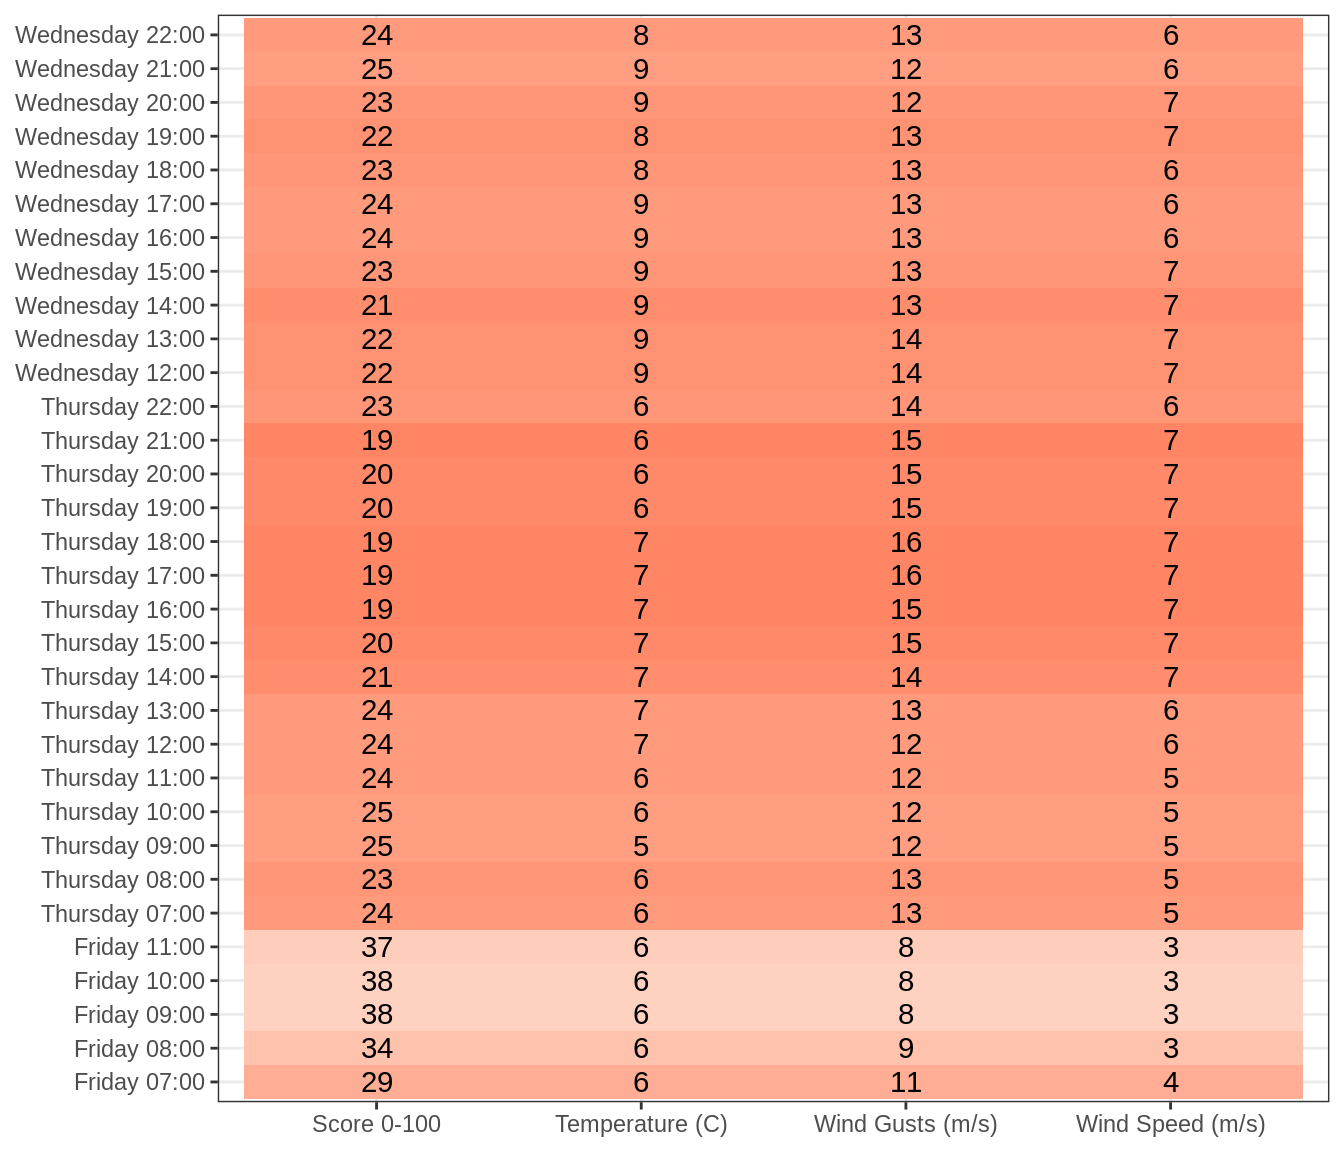 Wednesday 22:00 24 8 13 6
Wednesday 21:00 25 9 12 6
Wednesday 20:00 23 9 12 7
Wednesday 19:00 22 8 13 7
Wednesday 18:00 23 8 13 6
Wednesday 17:00 24 9 13 6
Wednesday 16:00 24 9 13 6
Wednesday 15:00 23 9 13 7
Wednesday 14:00 21 9 13 7
Wednesday 13:00 22 9 14 7
Wednesday 12:00 22 9 14 7
Thursday 22:00 23 6 14 6
Thursday 21:00 19 6 15 7
Thursday 20:00 20 6 15 7
Thursday 19:00 20 6 15 7
Thursday 18:00 19 7 16 7
Thursday 17:00 19 7 16 7
Thursday 16:00 19 7 15 7
Thursday 15:00 20 7 15 7
Thursday 14:00 21 7 14 7
Thursday 13:00 24 7 13 6
Thursday 12:00 24 7 12 6
Thursday 11:00 24 6 12 5
Thursday 10:00 25 6 12 5
Thursday 09:00 25 5 12 5
Thursday 08:00 23 6 13 5
Thursday 07:00 24 6 13 5
Friday 11:00 37 6 8 3
Friday 10:00 38 6 8 3
Friday 09:00 38 6 8 3
Friday 08:00 34 6 9 3
Friday 07:00 29 6 11 4
Score 0-100 Temperature (C) Wind Gusts (m/s) Wind Speed (m/s)